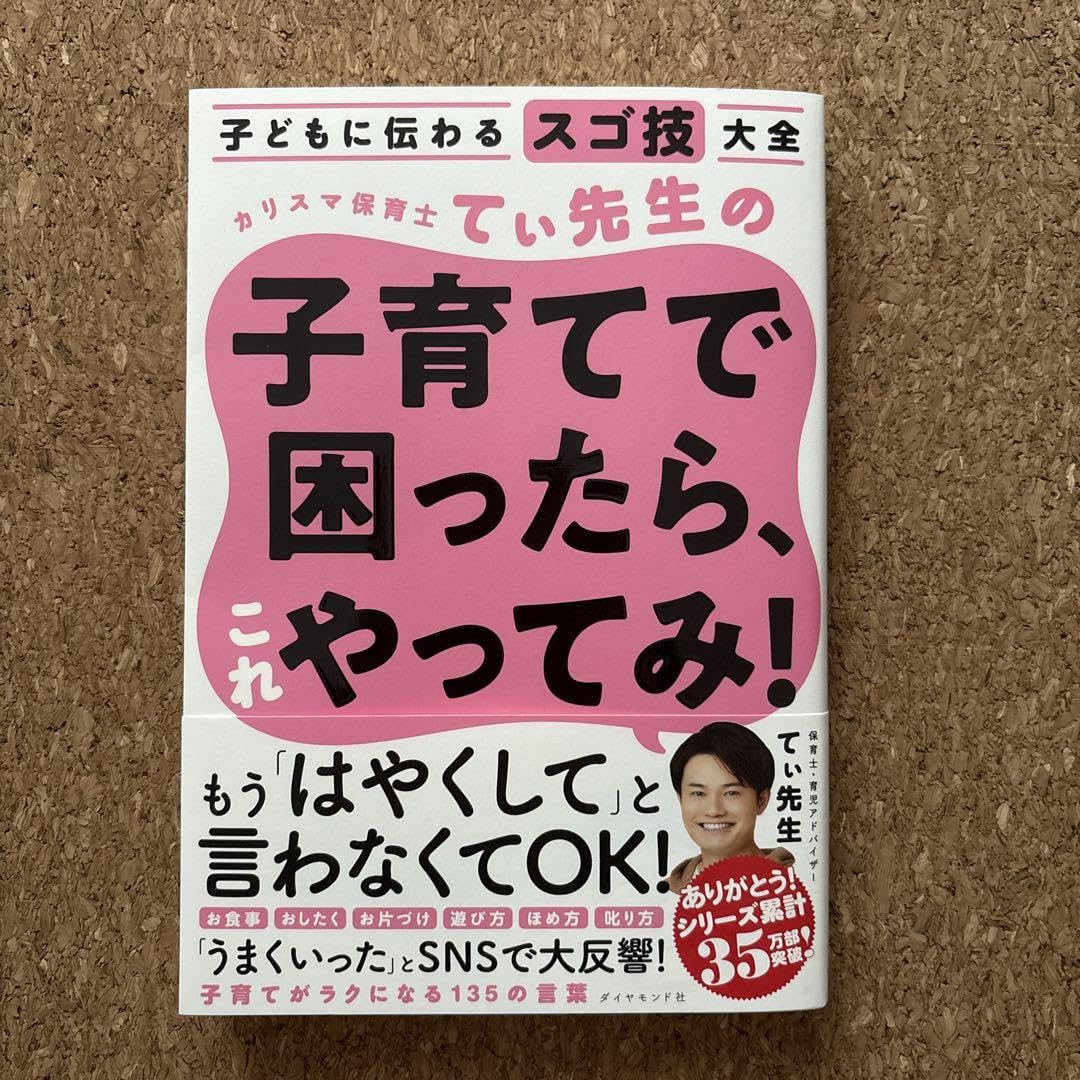 子どもに伝わる スゴ技 大全
カリスマ保育士 てぃ先生の
子育てで
困ったら、
これ やってみ!
もう「はやくして」と
言わなくてOK!
お食事 おしたく お片づけ 遊び方 ほめ方 叱り方
「うまくいった」とSNSで大反響!
子育てがラクになる135の言葉
ダイヤモンド社
保育士・育児アドバイザー
てぃ先生
ありがとう!
シリーズ累計
35万部突破!